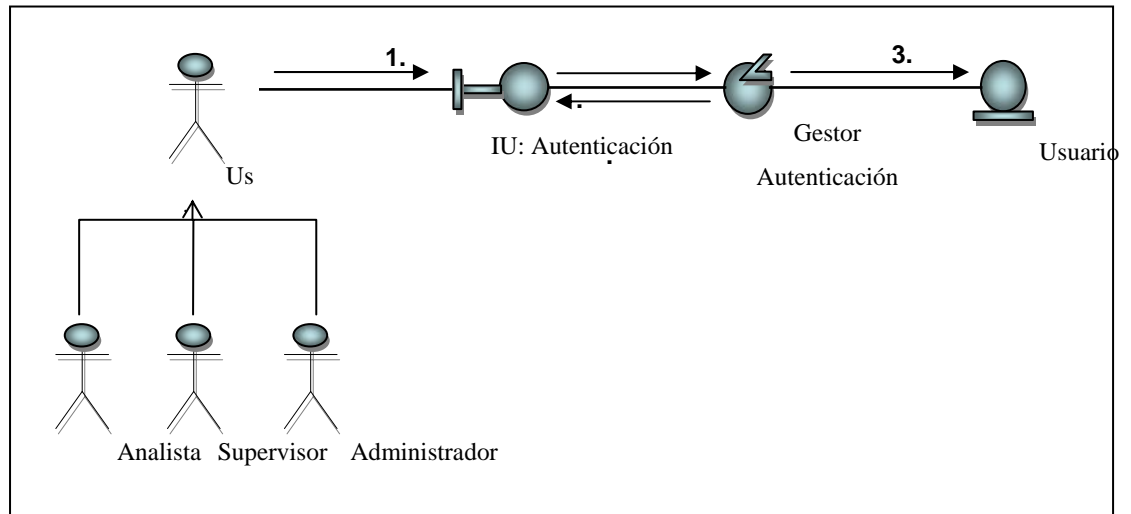 1.
3.
.
IU: Autenticación
.
Gestor
Autenticación
Usuario
Us
Analista Supervisor Administrador